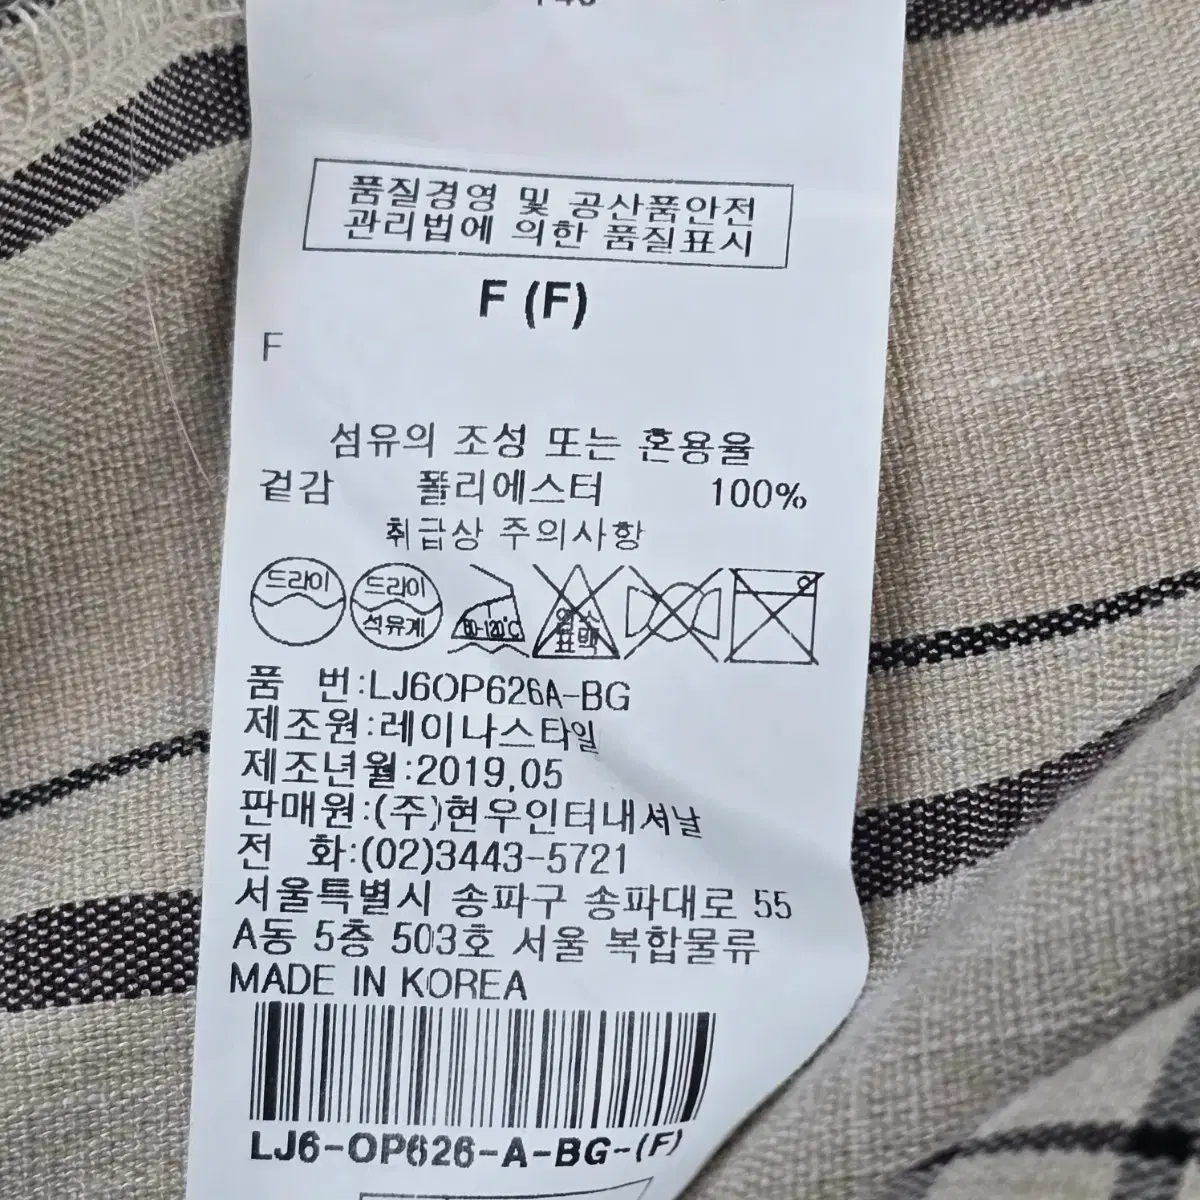 품질경영 및 공산품안전
관리법에 의한 품질표시
F (F)
F
섬유의 조성 또는 혼용율
겉감 폴리에스터 100%
취급상 주의사항
드라이 드라이 석유계 80-120℃ 염소 표백
품 번:LJ6OP626A-BG
제조원:레이나스타일
제조년월:2019.05
판매원:(주)현우인터내셔날
전 화:(02)3443-5721
서울특별시 송파구 송파대로 55
A동 5층 503호 서울 복합물류
MADE IN KOREA
LJ6-OP626-A-BG-(F)